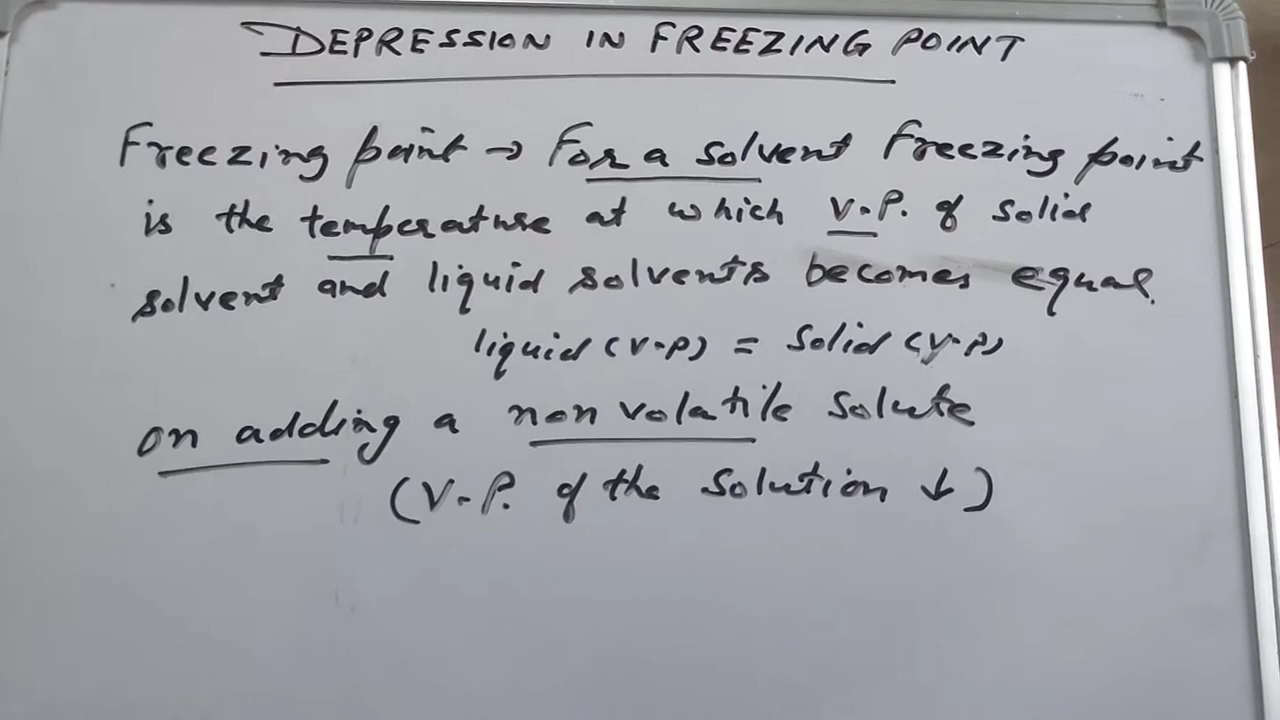 DEPRESSION IN FREEZING POINT
Freezing point → For a solvent freezing point
is the temperature at which V.P. of solid
solvent and liquid solvents becomes equal.
liquid (V.P) = Solid (V.P)
on adding a non volatile solute
(V.P. of the solution ↓)